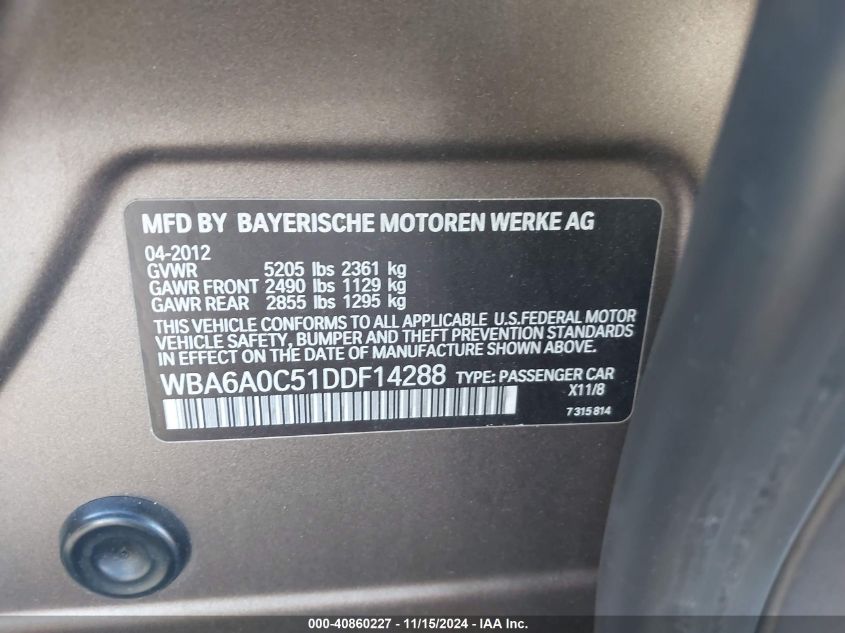 MFD BY BAYERISCHE MOTOREN WERKE AG
04-2012
GVWR 5205 lbs 2361 kg
GAWR FRONT 2490 lbs 1129 kg
GAWR REAR 2855 lbs 1295 kg
THIS VEHICLE CONFORMS TO ALL APPLICABLE U.S.FEDERAL MOTOR
VEHICLE SAFETY, BUMPER AND THEFT PREVENTION STANDARDS
IN EFFECT ON THE DATE OF MANUFACTURE SHOWN ABOVE.
WBA6A0C51DDF14288 TYPE: PASSENGER CAR
X11/8
7 315 814
000-40860227 - 11/15/2024 - IAA Inc.